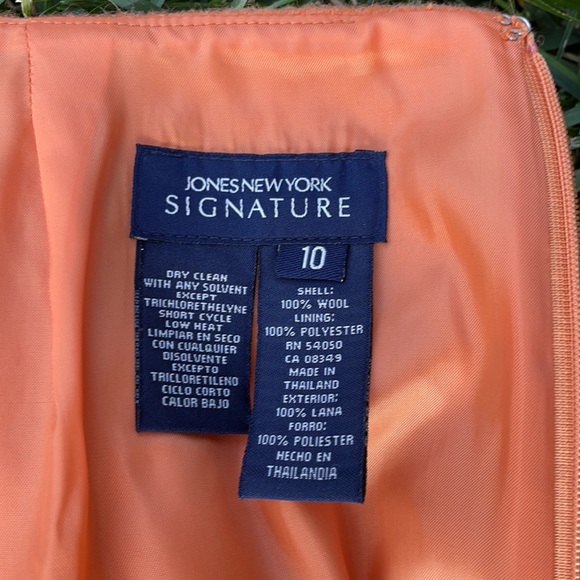 JONES NEW YORK
SIGNATURE
10
DRY CLEAN
WITH ANY SOLVENT
EXCEPT
TRICHLORETHELYNE
SHORT CYCLE
LOW HEAT
LIMPIAR EN SECO
CON CUALQUIER
DISOLVENTE
EXCEPTO
TRICLORETILENO
CICLO CORTO
CALOR BAJO
SHELL:
100% WOOL
LINING:
100% POLYESTER
RN 54050
CA 08349
MADE IN
THAILAND
EXTERIOR:
100% LANA
FORRO:
100% POLIESTER
HECHO EN
THAILANDIA